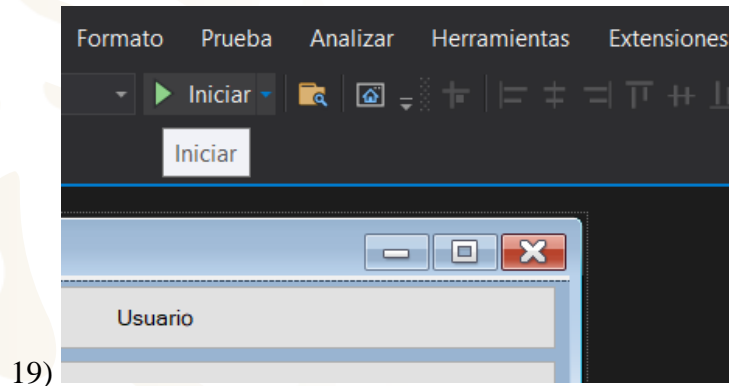 Formato Prueba Analizar Herramientas Extensiones
Iniciar
Iniciar
Usuario
19)